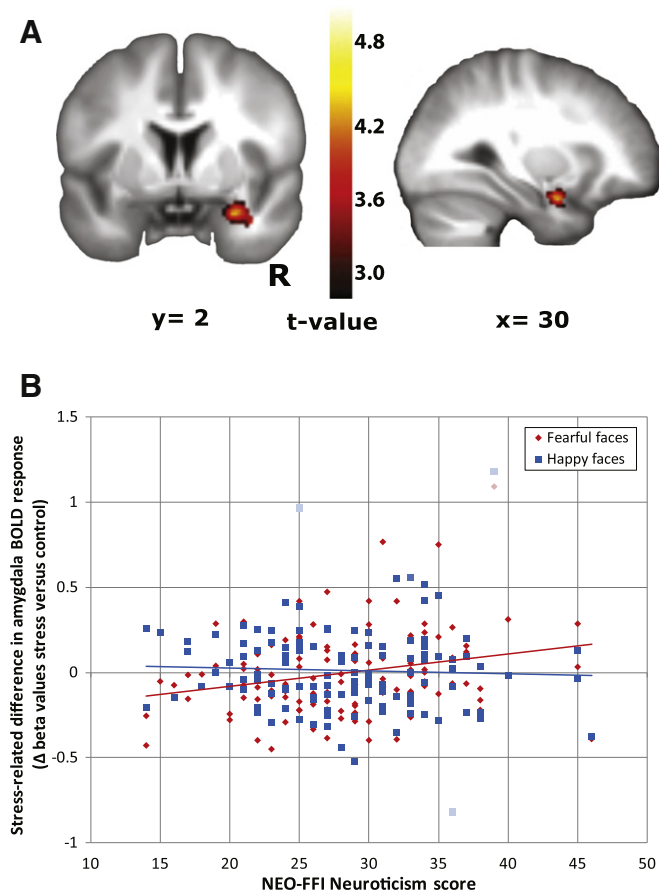 A
4.8
4.2
3.6
3.0
R
y= 2
t-value
x= 30
B
Stress-related difference in amygdala BOLD response
(Δ beta values stress versus control)
1.5
1
0.5
0
-0.5
-1
Fearful faces
Happy faces
10 15 20 25 30 35 40 45 50
NEO-FFI Neuroticism score